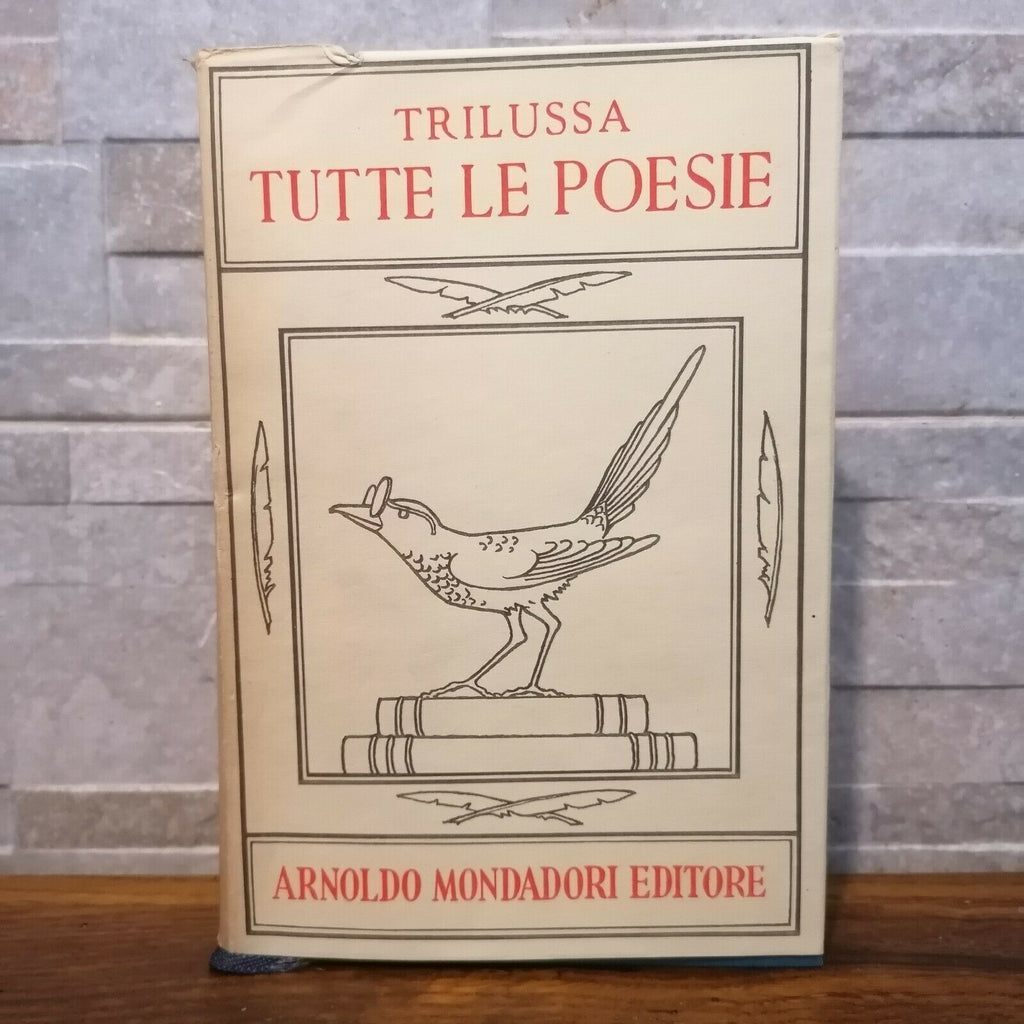 TRILUSSA
TUTTE LE POESIE
ARNOLDO MONDADORI EDITORE